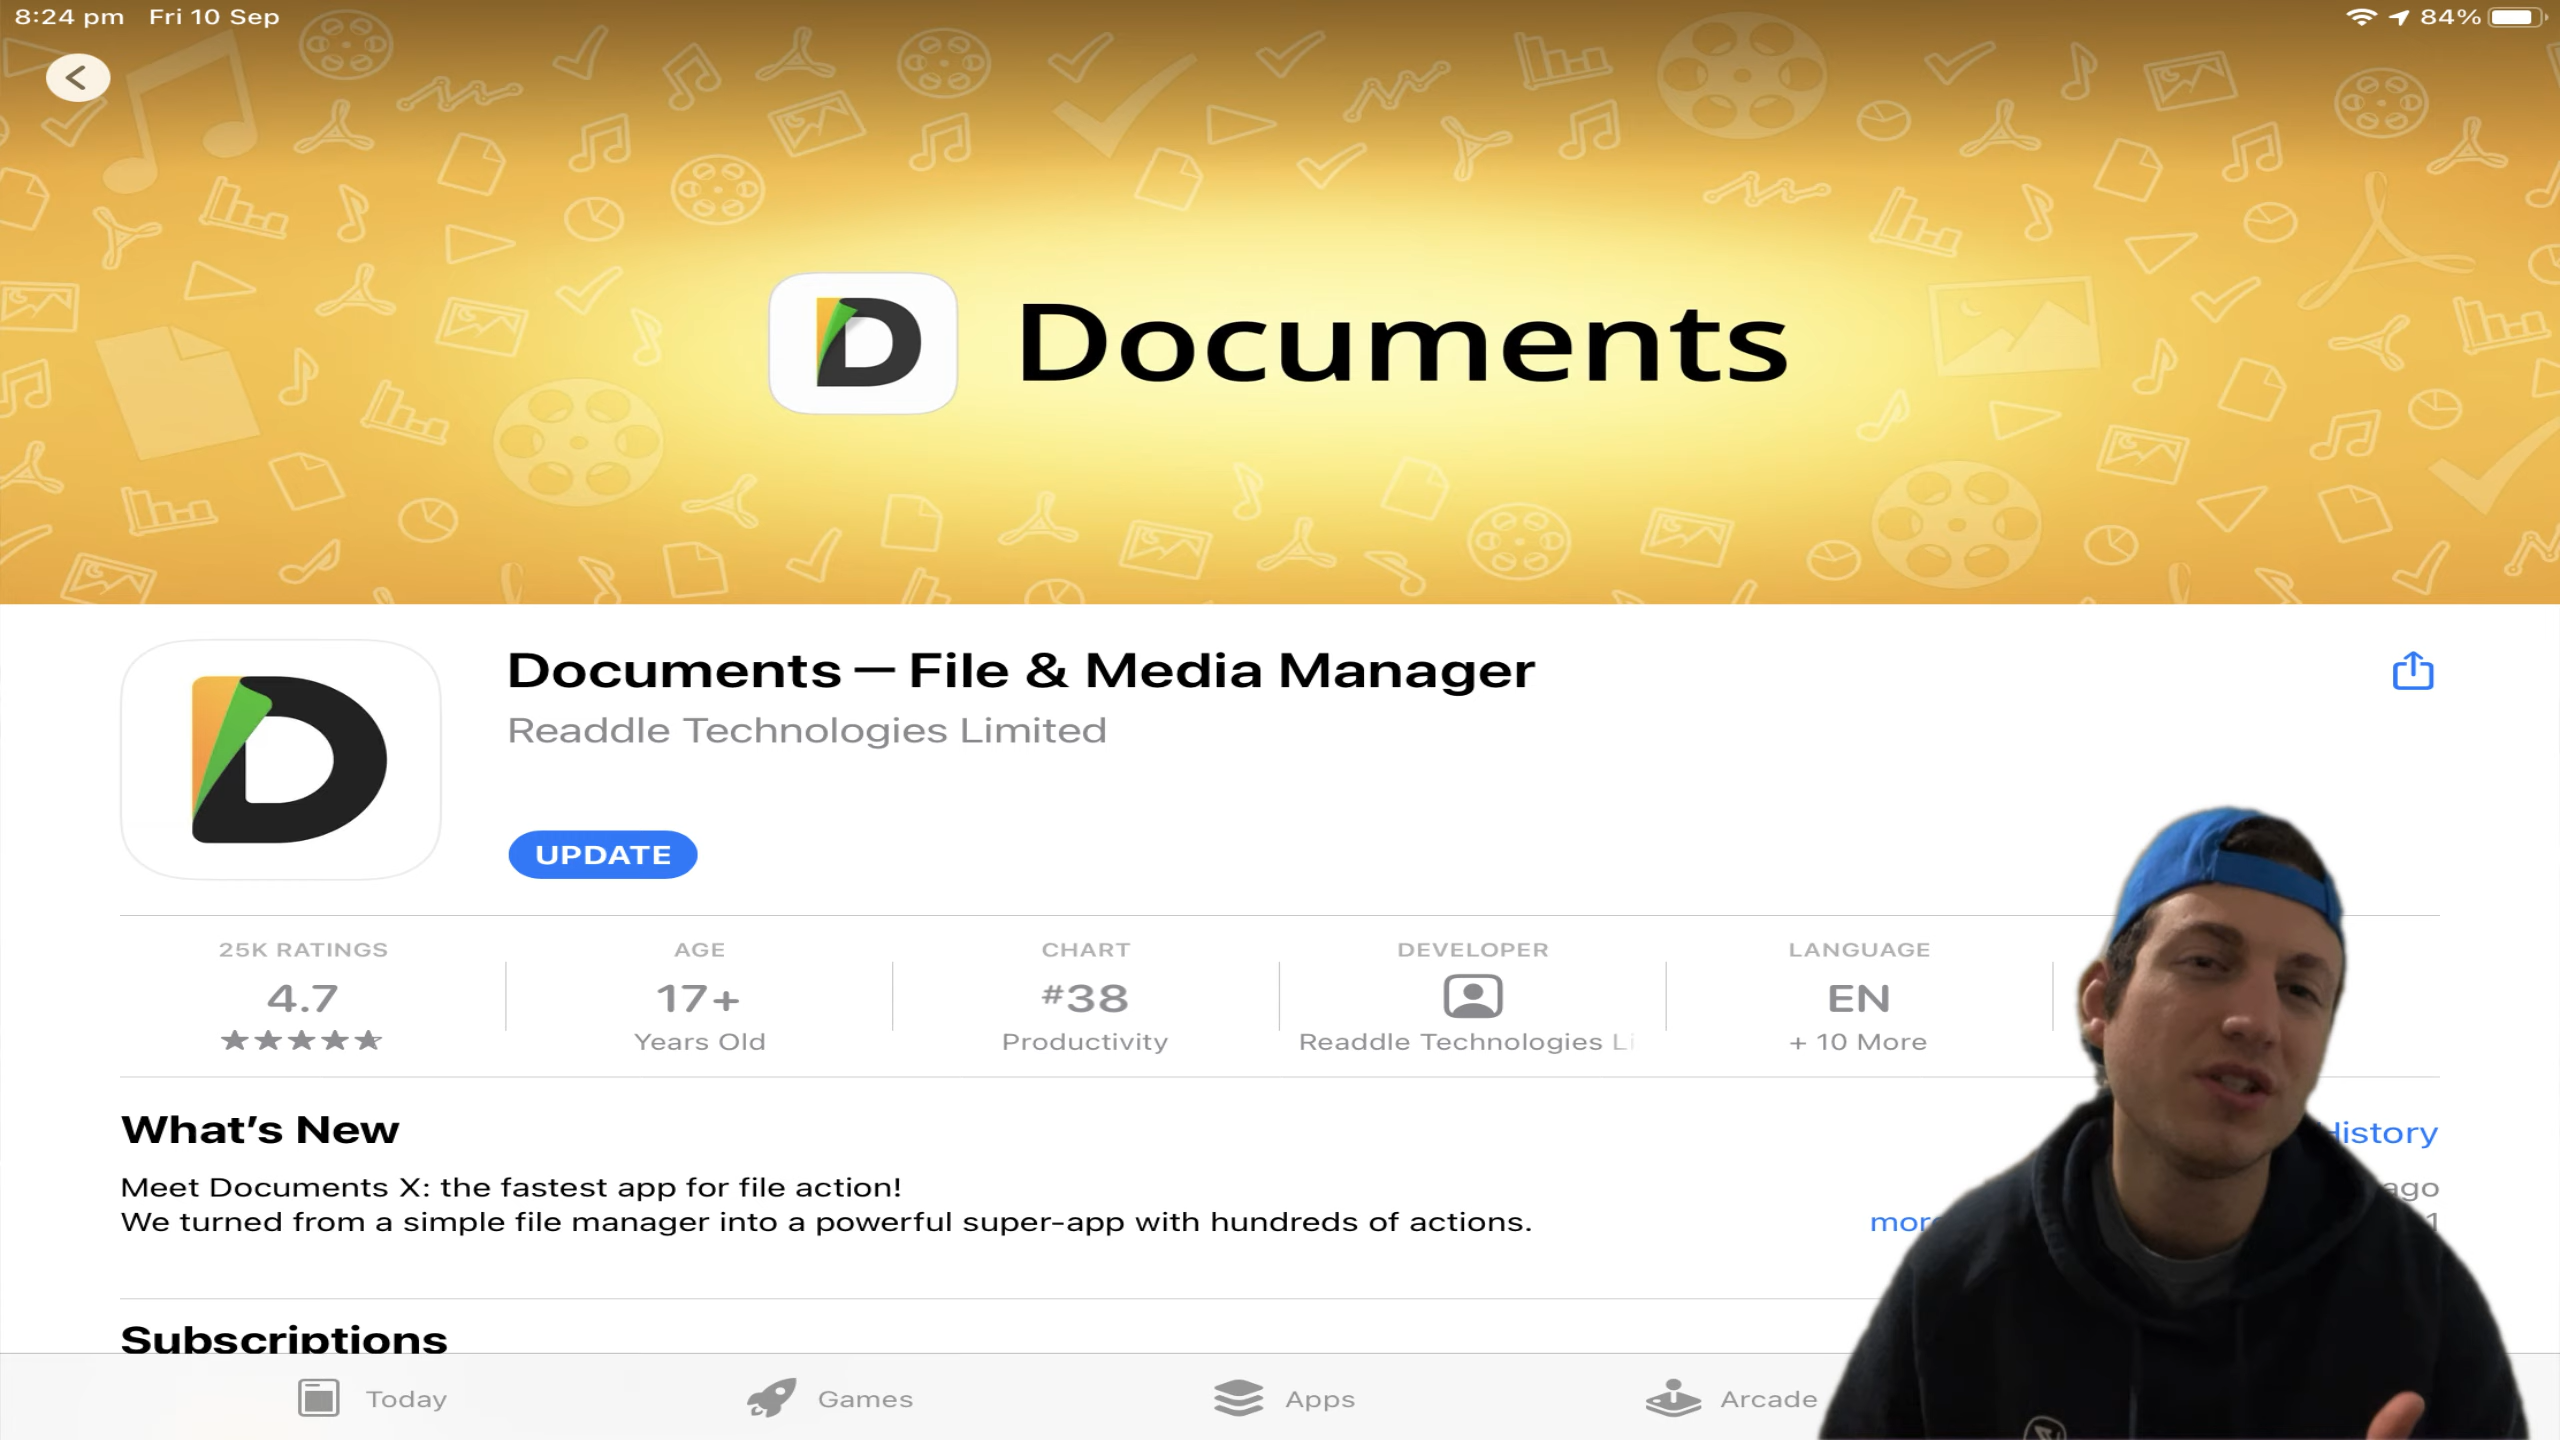 8:24 pm Fri 10 Sep
84%
Documents
Documents — File & Media Manager
Readdle Technologies Limited
UPDATE
25K RATINGS
4.7
AGE
17+
Years Old
CHART
#38
Productivity
DEVELOPER
Readdle Technologies
LANGUAGE
EN
+ 10 More
What's New
History
Meet Documents X: the fastest app for file action!
ago
We turned from a simple file manager into a powerful super-app with hundreds of actions.
Subscriptions
Today
Games
Apps
Arcade